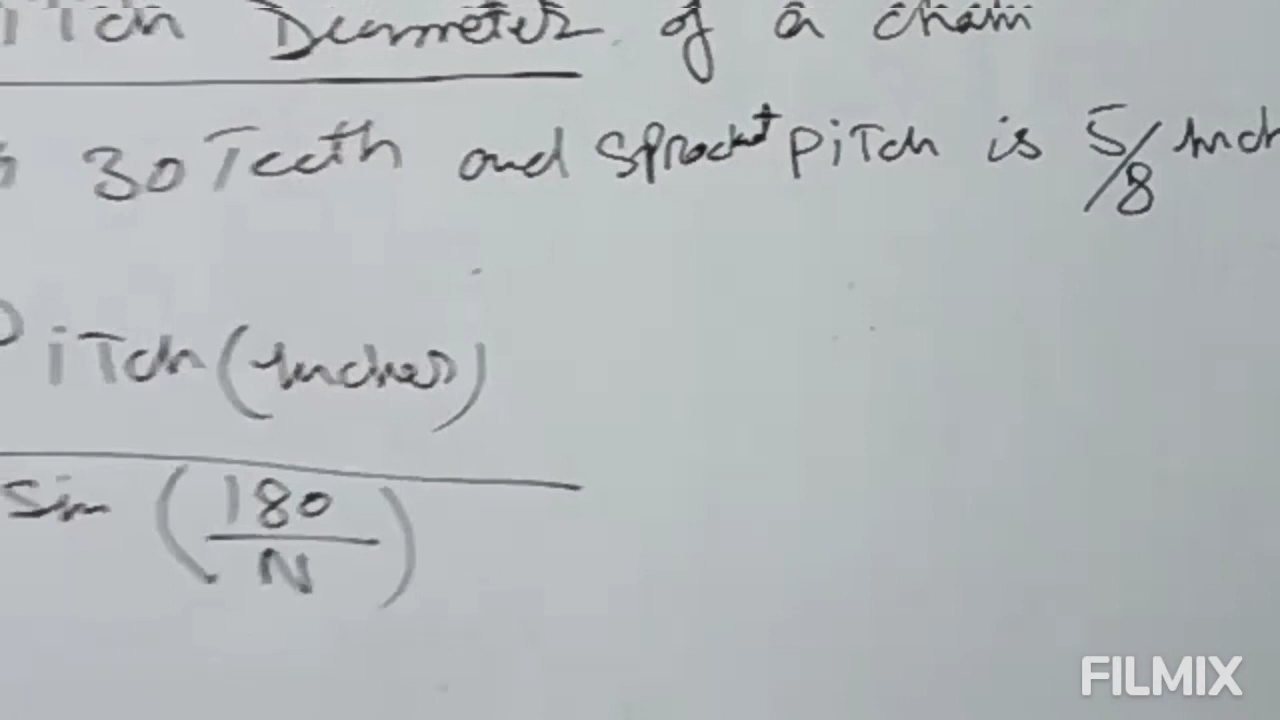 itch Diameter of a chain
30 Teeth and Sprocket Pitch is 5/8 inch
Pitch (Inches)
Sin (180/N)
FILMIX